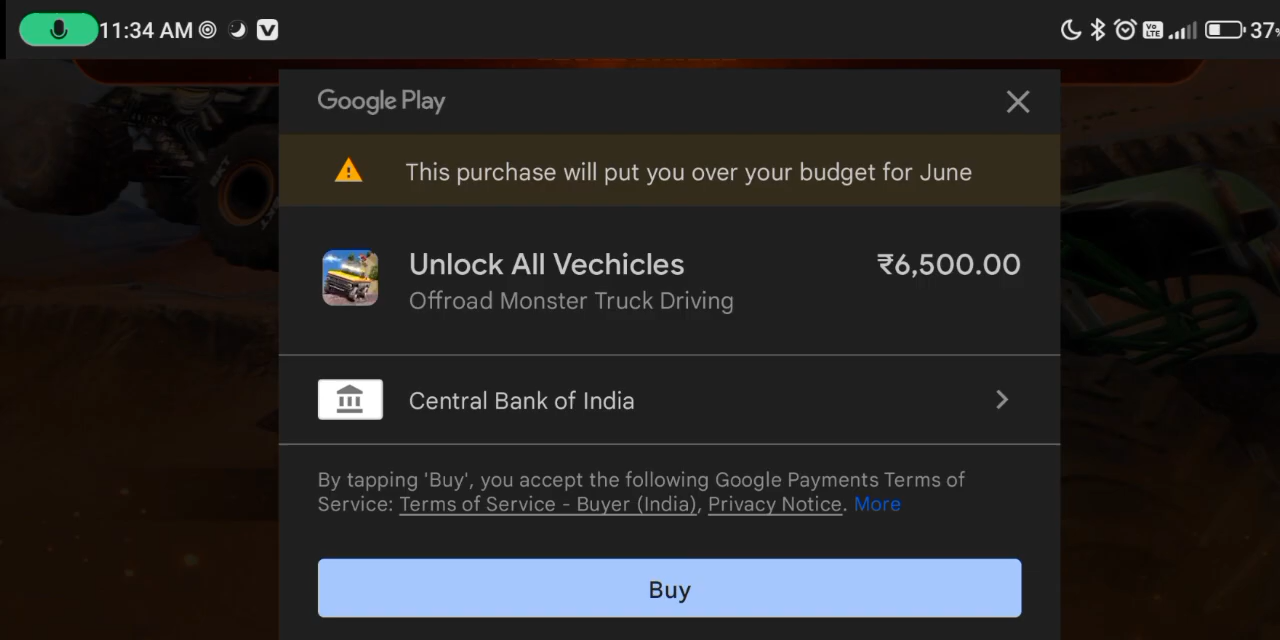 11:34 AM
Vo
LTE
37%
Google Play
This purchase will put you over your budget for June
Unlock All Vechicles
₹6,500.00
Offroad Monster Truck Driving
Central Bank of India
By tapping 'Buy', you accept the following Google Payments Terms of
Service: Terms of Service - Buyer (India), Privacy Notice. More
Buy